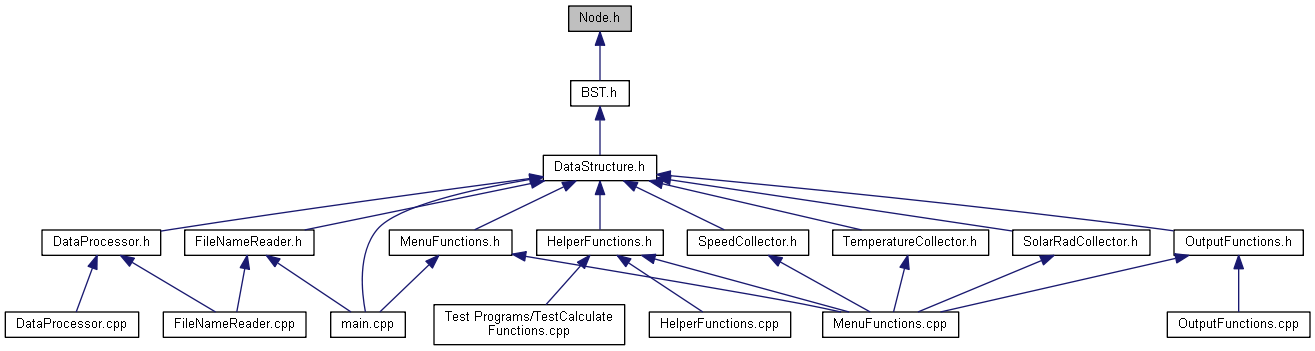 Node.h
BST.h
DataStructure.h
DataProcessor.h
FileNameReader.h
MenuFunctions.h
HelperFunctions.h
SpeedCollector.h
TemperatureCollector.h
SolarRadCollector.h
OutputFunctions.h
DataProcessor.cpp
FileNameReader.cpp
main.cpp
Test Programs/TestCalculate
Functions.cpp
HelperFunctions.cpp
MenuFunctions.cpp
OutputFunctions.cpp